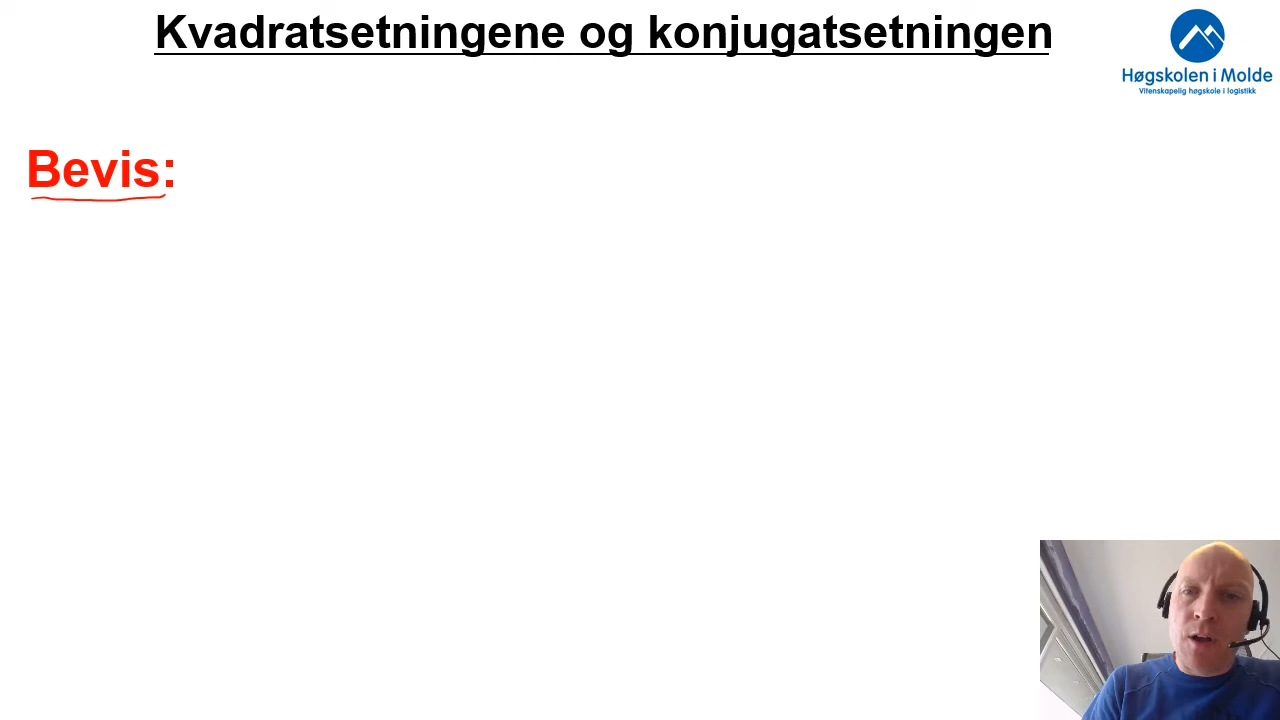 Kvadratsetningene og konjugatsetningen
Høgskolen i Molde
Vitenskapelig høgskole i logistikk
Bevis: